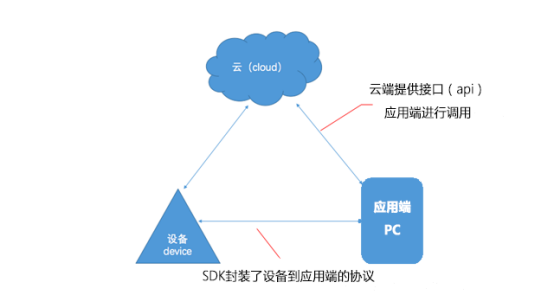 云（cloud）
云端提供接口（api）
应用端进行调用
应用端
PC
设备
device
SDK封装了设备到应用端的协议